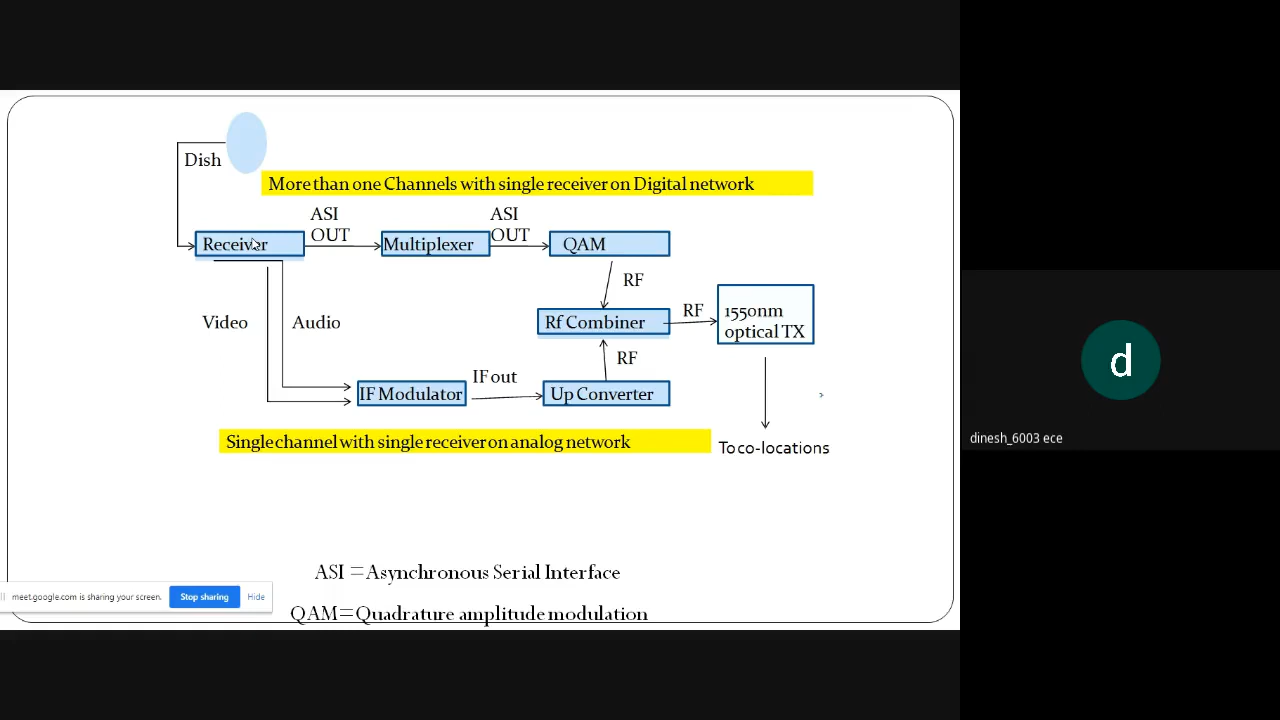 Dish
More than one Channels with single receiver on Digital network
ASI
OUT
ASI
OUT
Receiver
Multiplexer
QAM
RF
Video
Audio
Rf Combiner
RF
1550nm
optical TX
RF
IF out
IF Modulator
Up Converter
Single channel with single receiver on analog network
To co-locations
d
dinesh_6003 ece
ASI =Asynchronous Serial Interface
meet.google.com is sharing your screen.
Stop sharing
Hide
QAM=Quadrature amplitude modulation